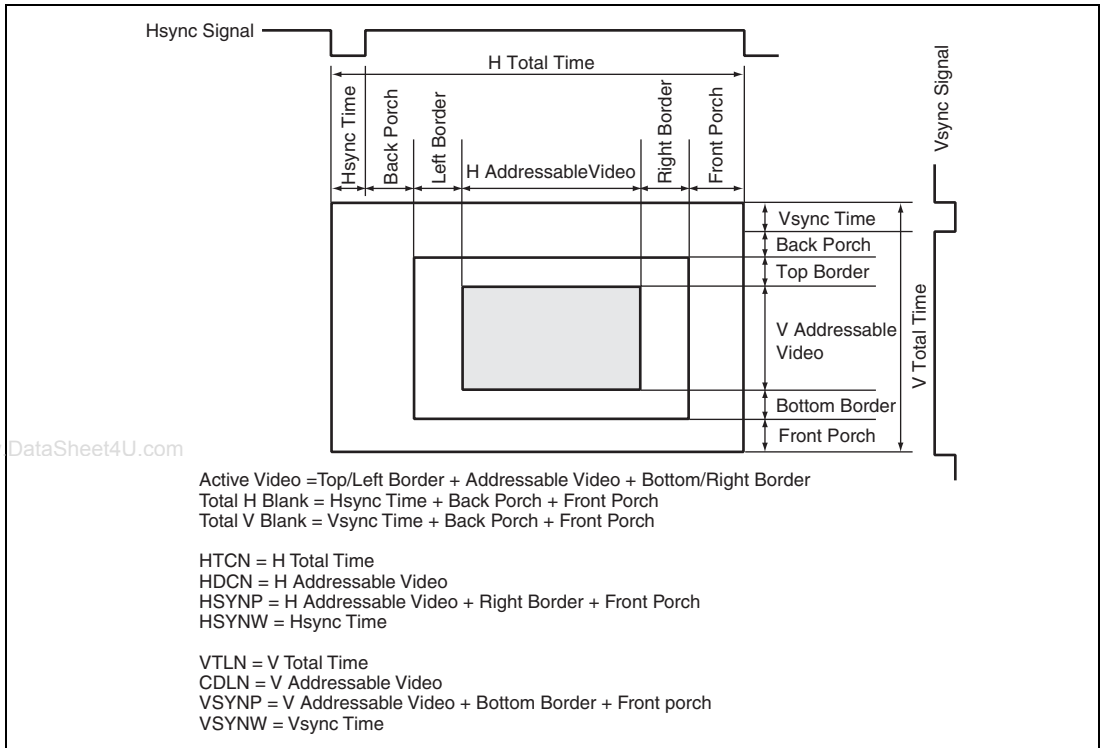 Hsync Signal
H Total Time
Hsync Time
Back Porch
Left Border
H AddressableVideo
Right Border
Front Porch
Vsync Signal
Vsync Time
Back Porch
Top Border
V Addressable
Video
Bottom Border
Front Porch
V Total Time
.DataSheet4U.com
Active Video =Top/Left Border + Addressable Video + Bottom/Right Border
Total H Blank = Hsync Time + Back Porch + Front Porch
Total V Blank = Vsync Time + Back Porch + Front Porch
HTCN = H Total Time
HDCN = H Addressable Video
HSYNP = H Addressable Video + Right Border + Front Porch
HSYNW = Hsync Time
VTLN = V Total Time
CDLN = V Addressable Video
VSYNP = V Addressable Video + Bottom Border + Front porch
VSYNW = Vsync Time